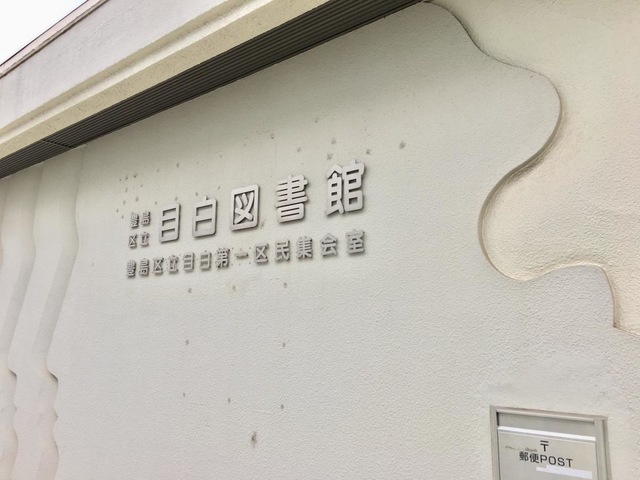 豊島
区立
目白図書館
豊島区立目白第一区民集会室
〒
郵便POST